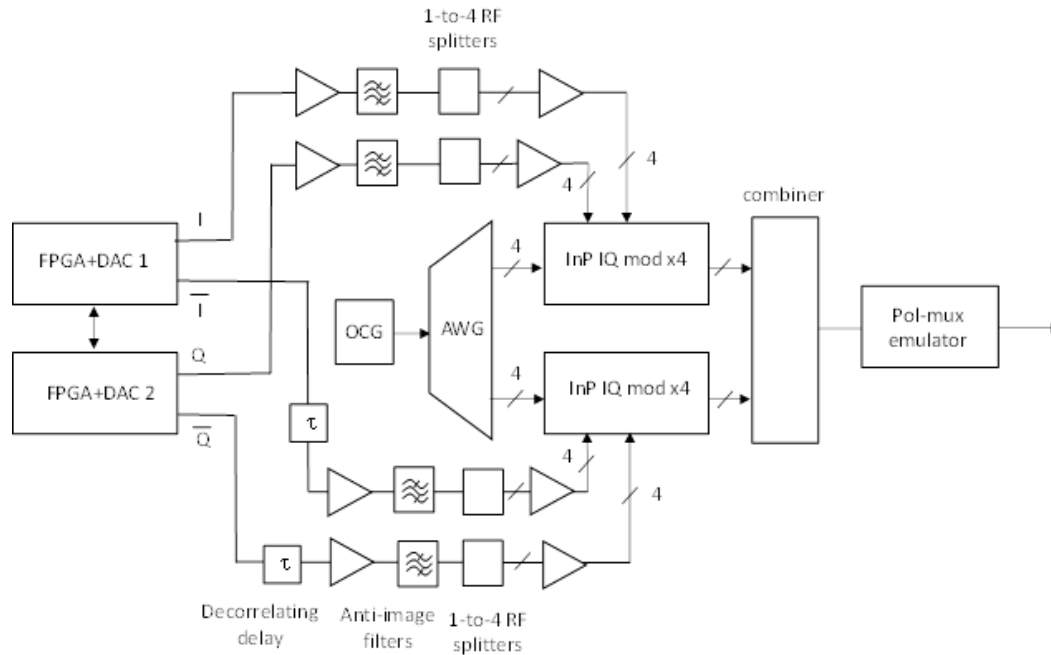 1-to-4 RF
splitters
4
4
combiner
I
FPGA+DAC 1
I
4
InP IQ mod x4
OCG
AWG
Pol-mux
emulator
Q
FPGA+DAC 2
Q
4
InP IQ mod x4
τ
4
4
τ
Decorrelating
delay
Anti-image
filters
1-to-4 RF
splitters